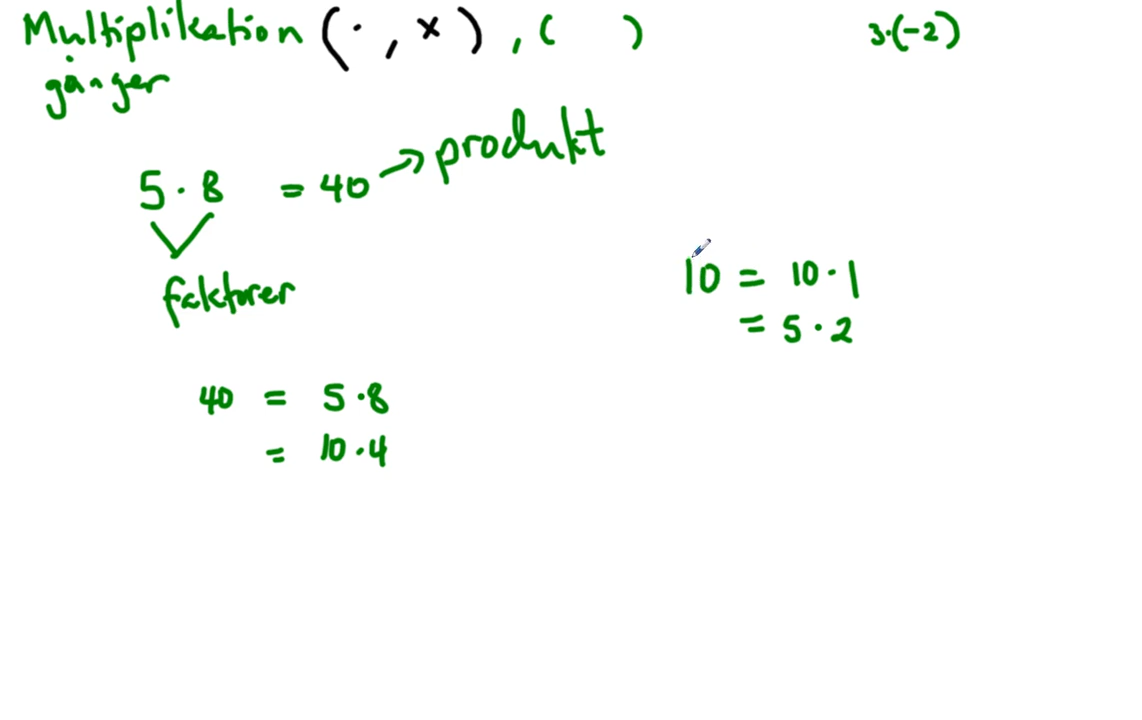 Multiplikation (·, x), ( )
3·(-2)
gånger
5·8 = 40 → produkt
faktorer
10 = 10·1
= 5·2
40 = 5·8
= 10·4